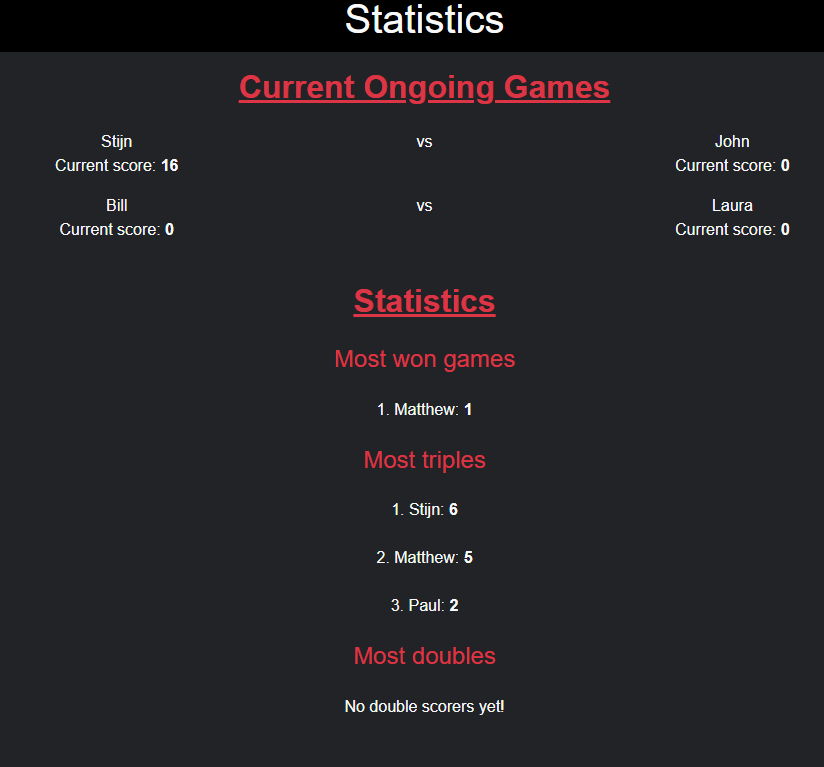 Statistics
Current Ongoing Games
Stijn vs John
Current score: 16 Current score: 0
Bill vs Laura
Current score: 0 Current score: 0
Statistics
Most won games
1. Matthew: 1
Most triples
1. Stijn: 6
2. Matthew: 5
3. Paul: 2
Most doubles
No double scorers yet!